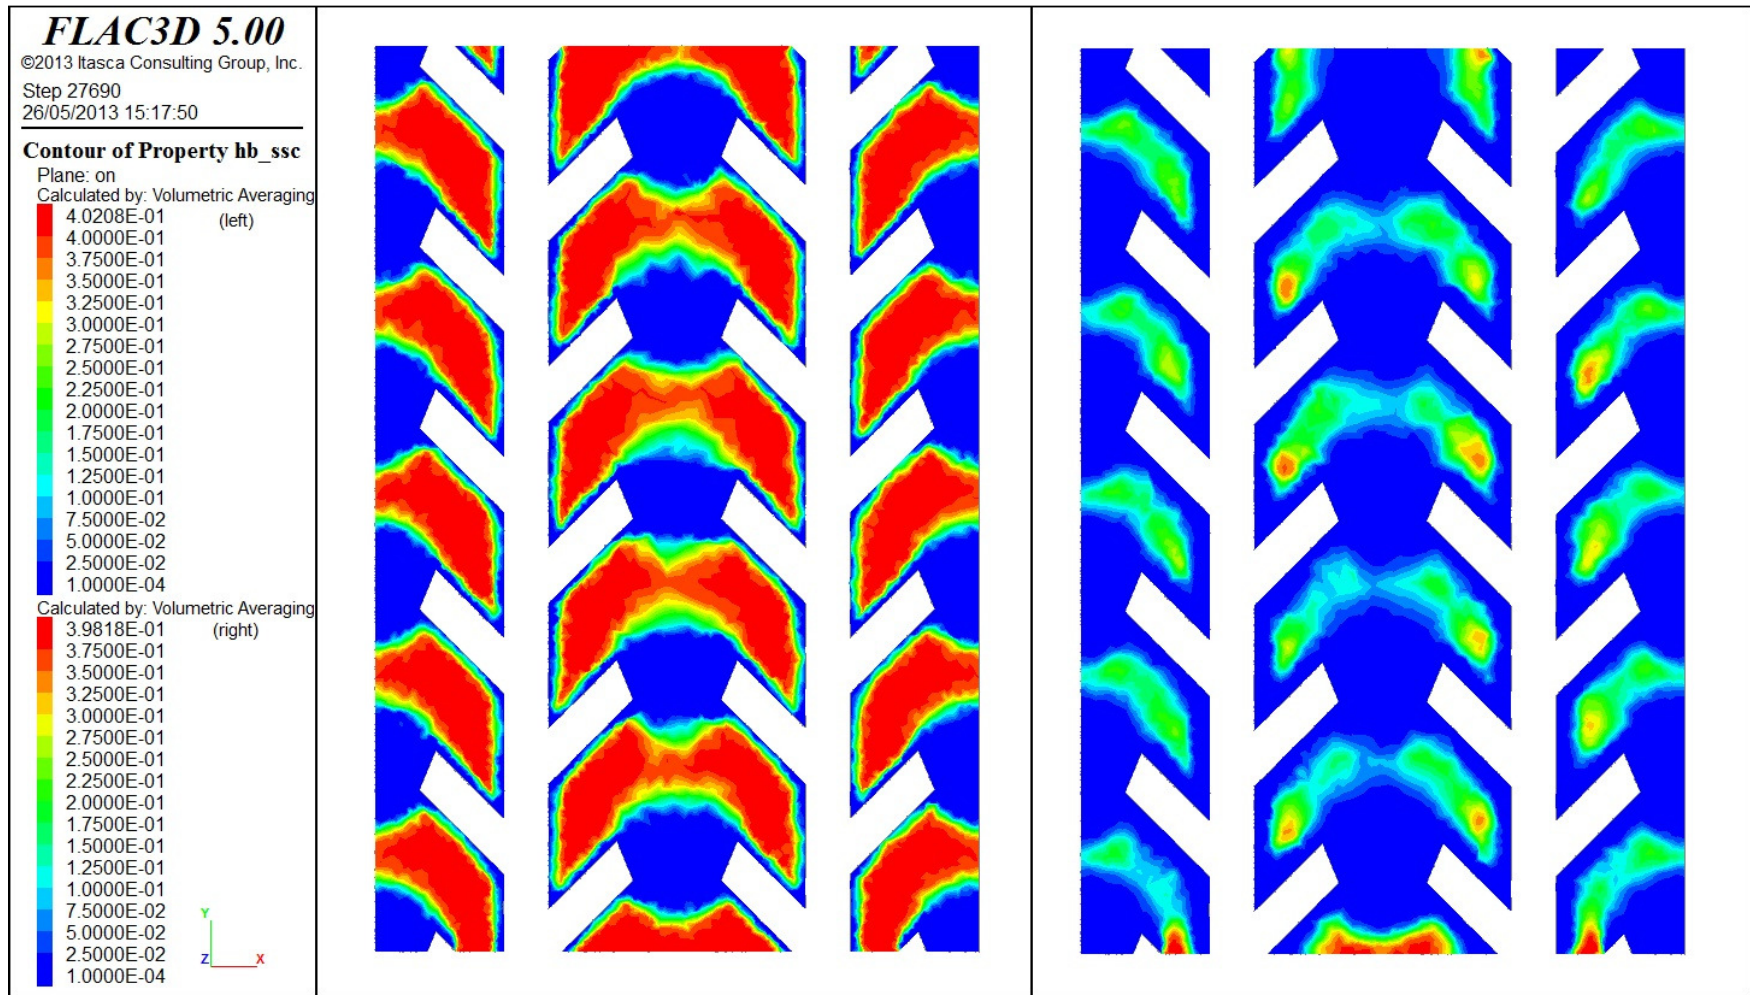 FLAC3D 5.00
©2013 Itasca Consulting Group, Inc.
Step 27690
26/05/2013 15:17:50
Contour of Property hb_ssc
Plane: on
Calculated by: Volumetric Averaging
(left)
4.0208E-01
4.0000E-01
3.7500E-01
3.5000E-01
3.2500E-01
3.0000E-01
2.7500E-01
2.5000E-01
2.2500E-01
2.0000E-01
1.7500E-01
1.5000E-01
1.2500E-01
1.0000E-01
7.5000E-02
5.0000E-02
2.5000E-02
1.0000E-04
Calculated by: Volumetric Averaging
(right)
3.9818E-01
3.7500E-01
3.5000E-01
3.2500E-01
3.0000E-01
2.7500E-01
2.5000E-01
2.2500E-01
2.0000E-01
1.7500E-01
1.5000E-01
1.2500E-01
1.0000E-01
7.5000E-02
5.0000E-02
2.5000E-02
1.0000E-04
Y
Z X